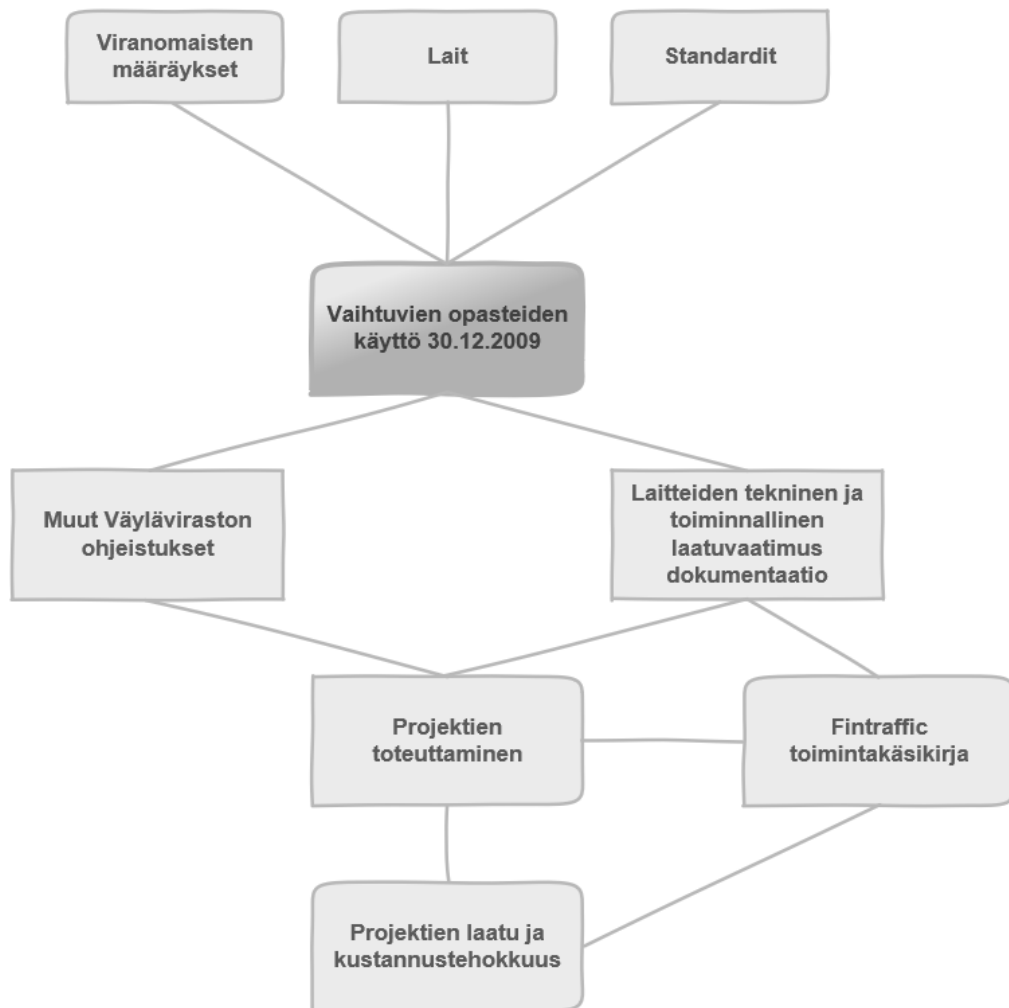 Viranomaisten
määräykset
Lait
Standardit
Vaihtuvien opasteiden
käyttö 30.12.2009
Muut Väyläviraston
ohjeistukset
Laitteiden tekninen ja
toiminnallinen
laatuvaatimus
dokumentaatio
Projektien
toteuttaminen
Fintraffic
toimintakäsikirja
Projektien laatu ja
kustannustehokkuus